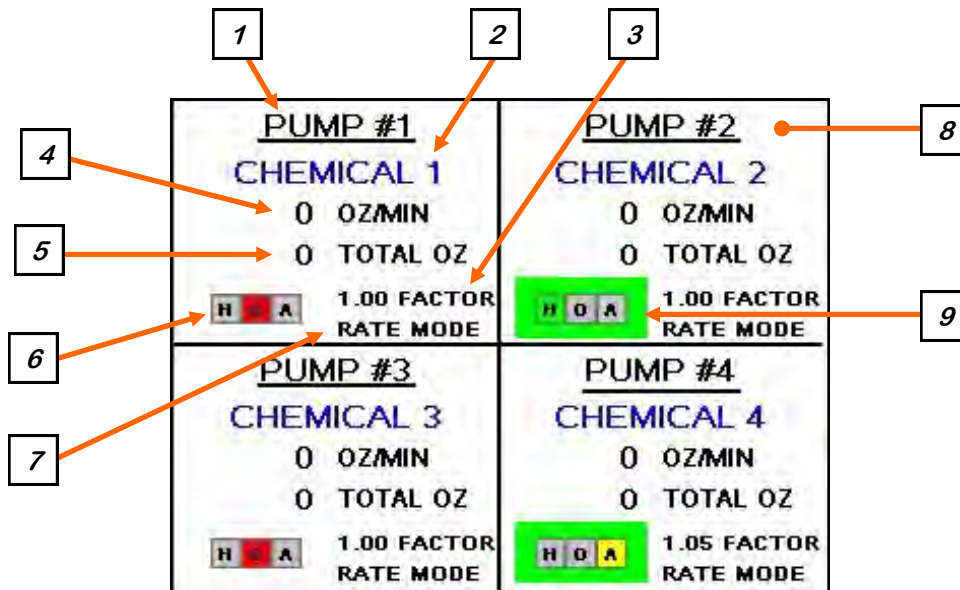 1
2
3
4
5
6
7
8
9
PUMP #1
CHEMICAL 1
0 OZ/MIN
0 TOTAL OZ
H O A
1.00 FACTOR
RATE MODE
PUMP #2
CHEMICAL 2
0 OZ/MIN
0 TOTAL OZ
H O A
1.00 FACTOR
RATE MODE
PUMP #3
CHEMICAL 3
0 OZ/MIN
0 TOTAL OZ
H O A
1.00 FACTOR
RATE MODE
PUMP #4
CHEMICAL 4
0 OZ/MIN
0 TOTAL OZ
H O A
1.05 FACTOR
RATE MODE